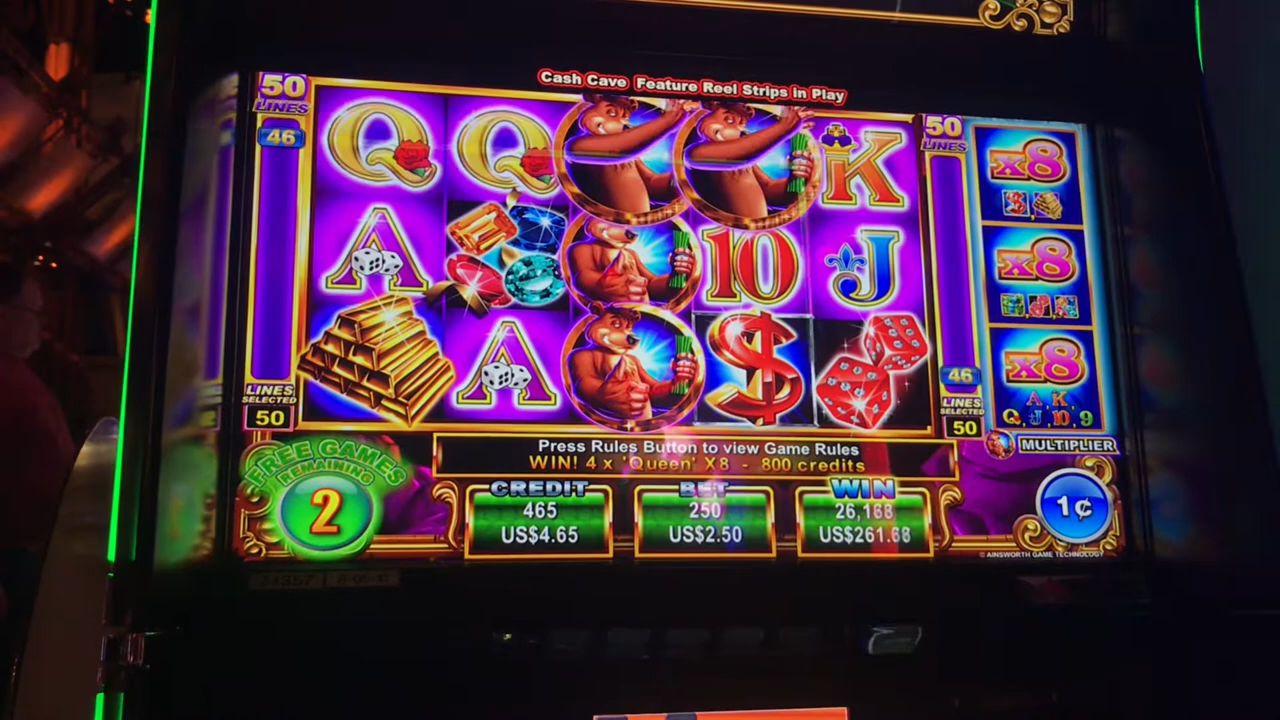 Cash Cave Feature Reel Strips in Play
50
LINES
46
LINES
SELECTED
50
Q Q K
A 10 J
A $
50
LINES
46
LINES
SELECTED
50
x8
x8
x8
A, K
Q, J, 10, 9
MULTIPLIER
Press Rules Button to view Game Rules
WIN! 4 x 'Queen' X8 - 800 credits
FREE GAMES
REMAINING
2
CREDIT
465
US$4.65
BET
250
US$2.50
WIN
26,168
US$261.68
1¢
© AINSWORTH GAME TECHNOLOGY